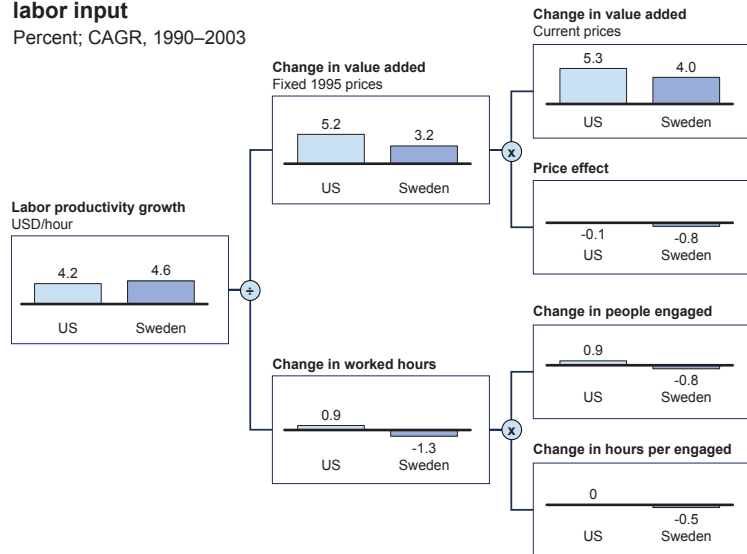 labor input
Percent; CAGR, 1990–2003
Change in value added
Current prices
5.3
4.0
US
Sweden
Change in value added
Fixed 1995 prices
5.2
3.2
US
Sweden
x
Price effect
-0.1
-0.8
US
Sweden
Labor productivity growth
USD/hour
4.2
4.6
US
Sweden
÷
Change in people engaged
0.9
-0.8
US
Sweden
Change in worked hours
0.9
-1.3
US
Sweden
x
Change in hours per engaged
0
-0.5
US
Sweden